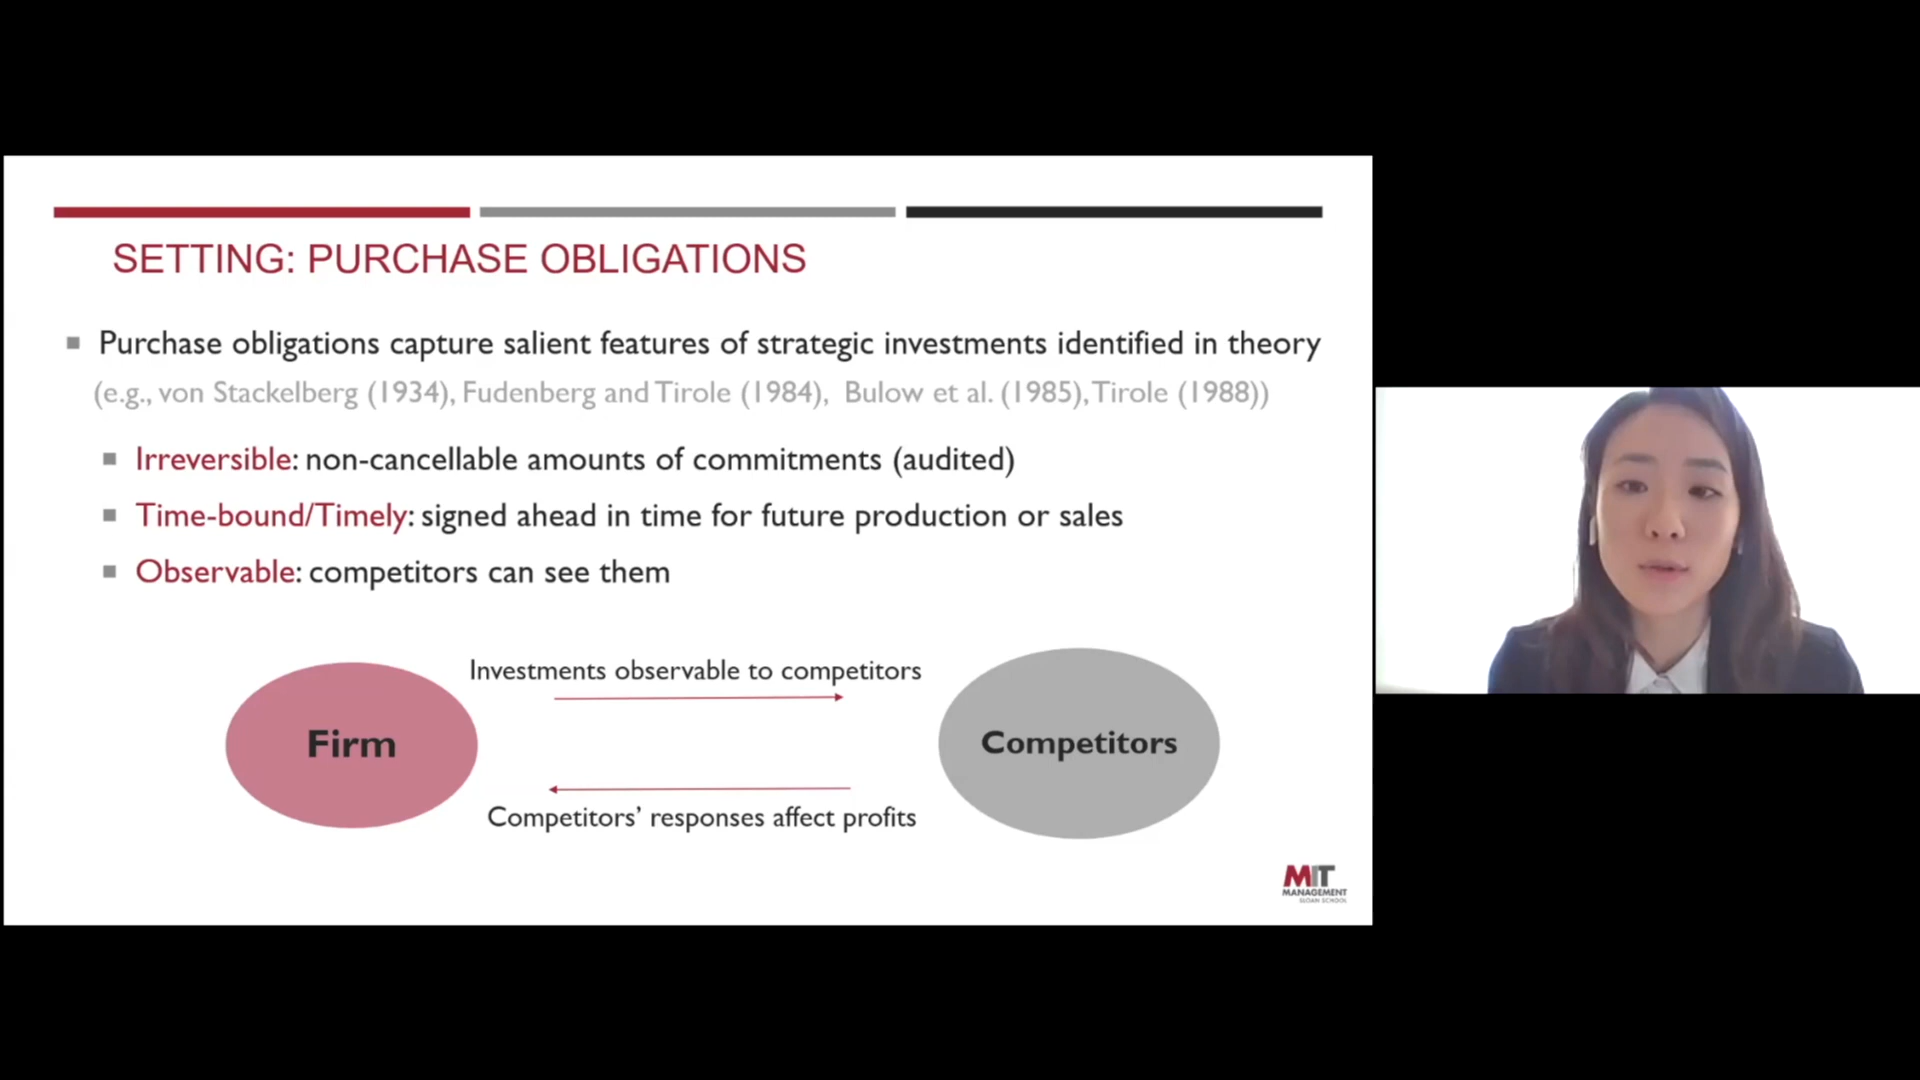 SETTING: PURCHASE OBLIGATIONS
Purchase obligations capture salient features of strategic investments identified in theory
(e.g., von Stackelberg (1934), Fudenberg and Tirole (1984), Bulow et al. (1985), Tirole (1988))
Irreversible: non-cancellable amounts of commitments (audited)
Time-bound/Timely: signed ahead in time for future production or sales
Observable: competitors can see them
Investments observable to competitors
Firm
Competitors
Competitors’ responses affect profits
MIT
MANAGEMENT
SLOAN SCHOOL